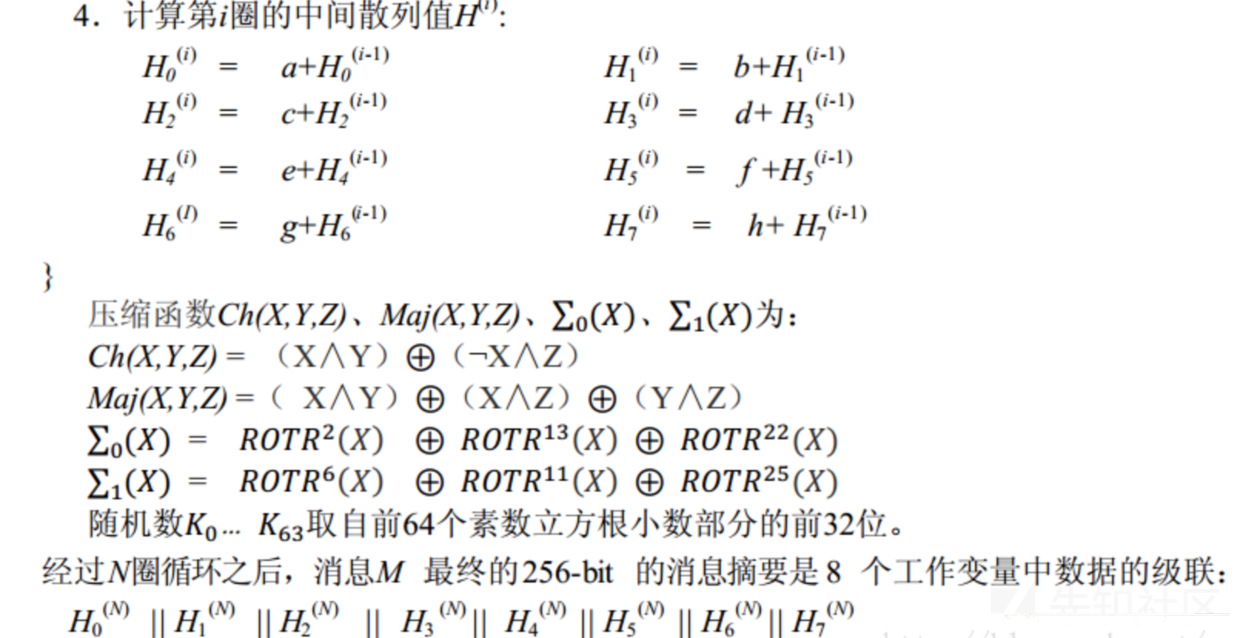 4. 计算第i圈的中间散列值H⁽ⁱ⁾:
H₀⁽ⁱ⁾ = a+H₀⁽ⁱ⁻¹⁾ H₁⁽ⁱ⁾ = b+H₁⁽ⁱ⁻¹⁾
H₂⁽ⁱ⁾ = c+H₂⁽ⁱ⁻¹⁾ H₃⁽ⁱ⁾ = d+ H₃⁽ⁱ⁻¹⁾
H₄⁽ⁱ⁾ = e+H₄⁽ⁱ⁻¹⁾ H₅⁽ⁱ⁾ = f +H₅⁽ⁱ⁻¹⁾
H₆⁽ᴵ⁾ = g+H₆⁽ⁱ⁻¹⁾ H₇⁽ⁱ⁾ = h+ H₇⁽ⁱ⁻¹⁾
}
压缩函数Ch(X,Y,Z)、Maj(X,Y,Z)、∑₀(X)、∑₁(X)为：
Ch(X,Y,Z) = （X∧Y）⊕（¬X∧Z）
Maj(X,Y,Z) =（ X∧Y）⊕（X∧Z）⊕（Y∧Z）
∑₀(X) = ROTR²(X) ⊕ ROTR¹³(X) ⊕ ROTR²²(X)
∑₁(X) = ROTR⁶(X) ⊕ ROTR¹¹(X) ⊕ ROTR²⁵(X)
随机数K₀… K₆₃取自前64个素数立方根小数部分的前32位。
经过N圈循环之后，消息M 最终的256-bit 的消息摘要是 8 个工作变量中数据的级联：
H₀⁽ᴺ⁾ || H₁⁽ᴺ⁾ || H₂⁽ᴺ⁾ || H₃⁽ᴺ⁾ || H₄⁽ᴺ⁾ || H₅⁽ᴺ⁾ || H₆⁽ᴺ⁾ || H₇⁽ᴺ⁾
先知社区